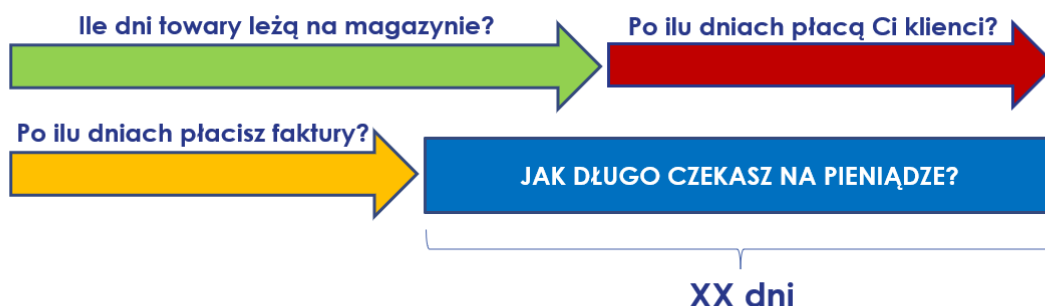 Ile dni towary leżą na magazynie?
Po ilu dniach płacą Ci klienci?
Po ilu dniach płacisz faktury?
JAK DŁUGO CZEKASZ NA PIENIĄDZE?
XX dni